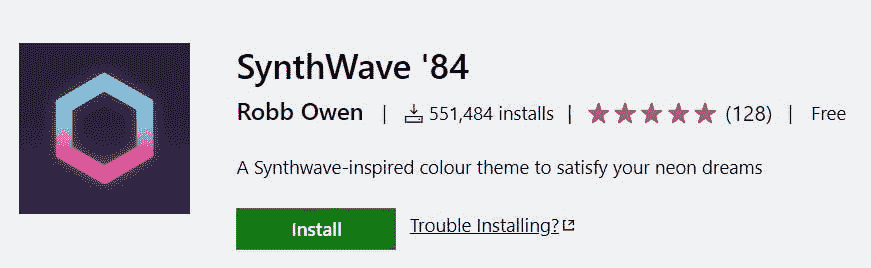 SynthWave '84
Robb Owen | 551,484 installs | (128) | Free
A Synthwave-inspired colour theme to satisfy your neon dreams
Install Trouble Installing?